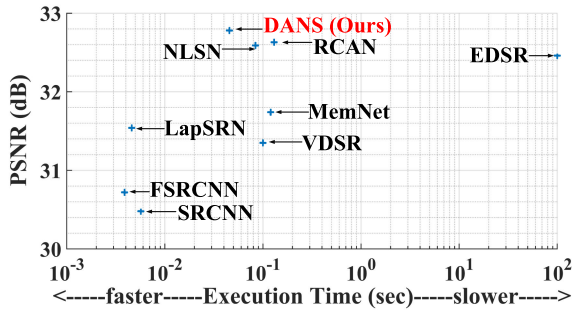 33
32
31
30
PSNR (dB)
DANS (Ours)
NLSN
RCAN
EDSR
MemNet
LapSRN
VDSR
FSRCNN
SRCNN
10^-3
10^-2
10^-1
10^0
10^1
10^2
<-----faster-----Execution Time (sec)-----slower----->